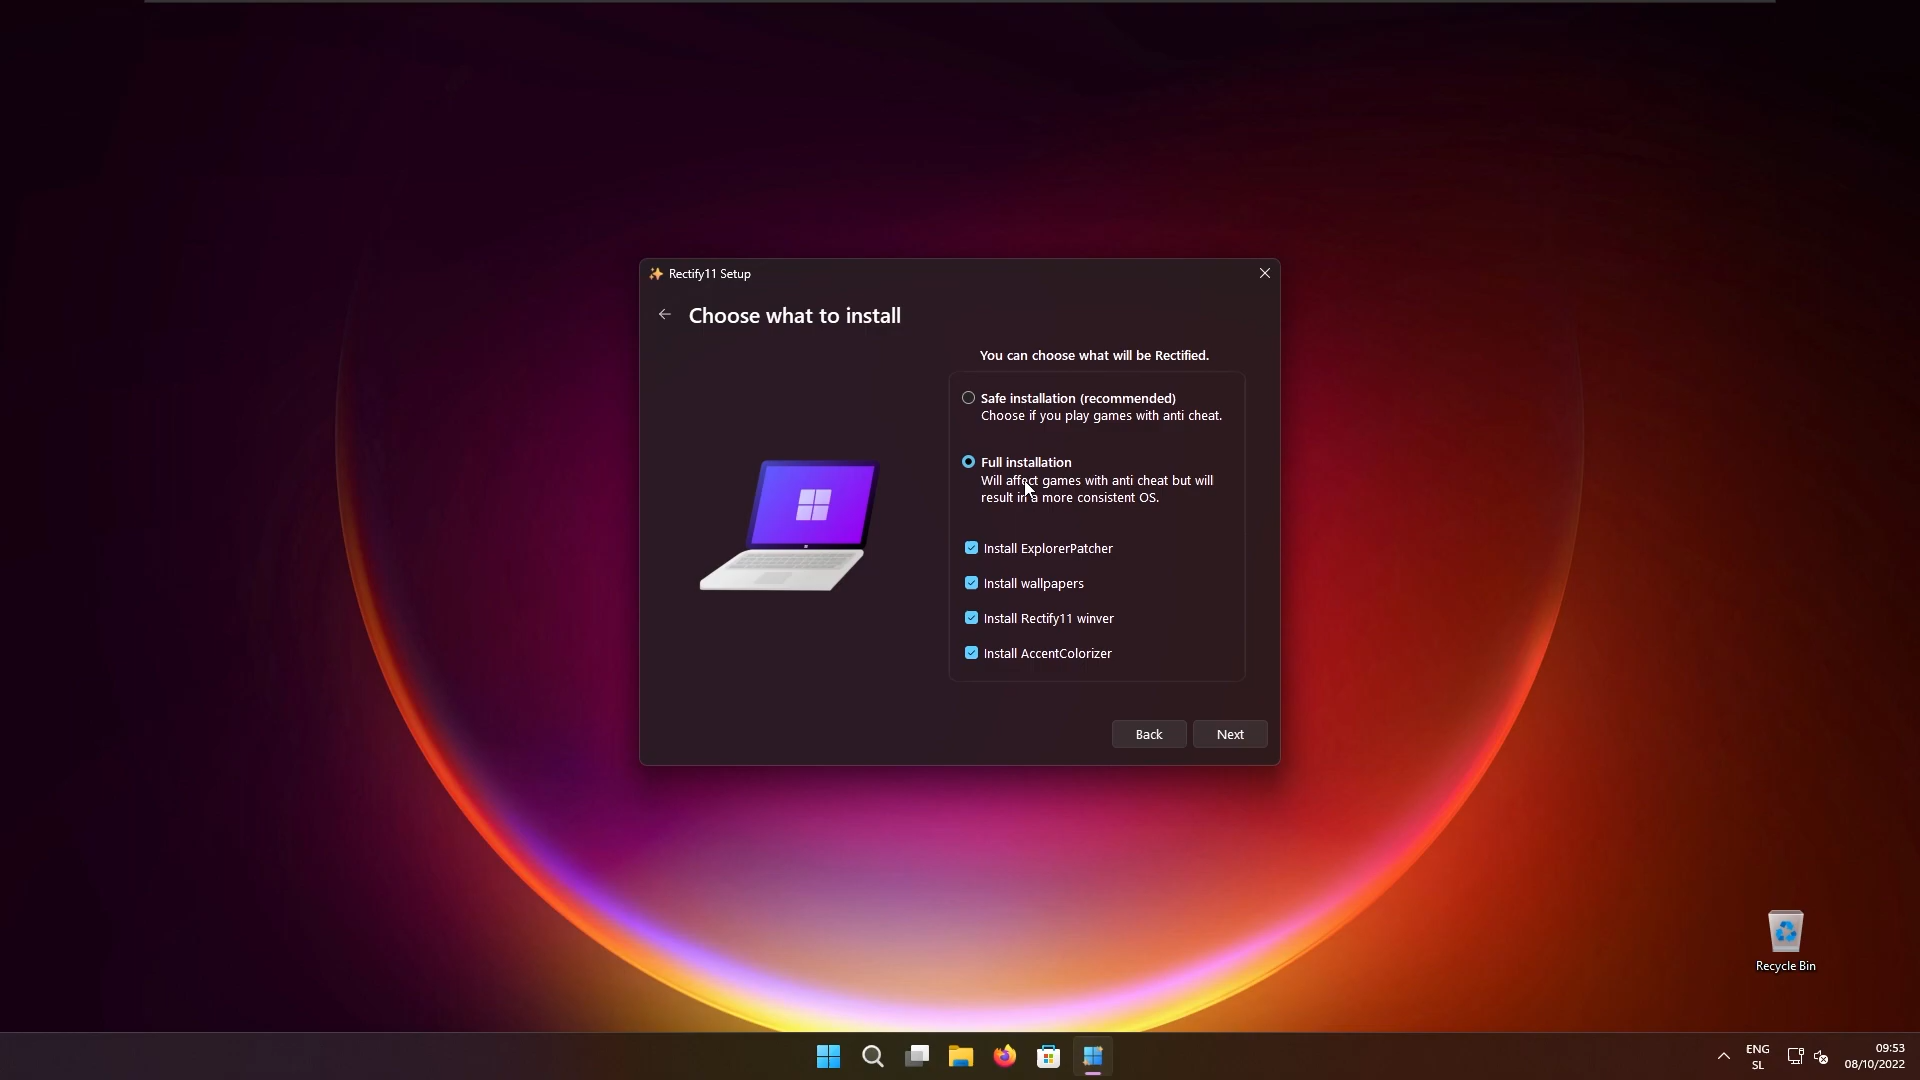 Rectify11 Setup
Choose what to install
You can choose what will be Rectified.
Safe installation (recommended)
Choose if you play games with anti cheat.
Full installation
Will affect games with anti cheat but will
result in a more consistent OS.
Install ExplorerPatcher
Install wallpapers
Install Rectify11 winver
Install AccentColorizer
Back
Next
Recycle Bin
ENG
SL
09:53
08/10/2022